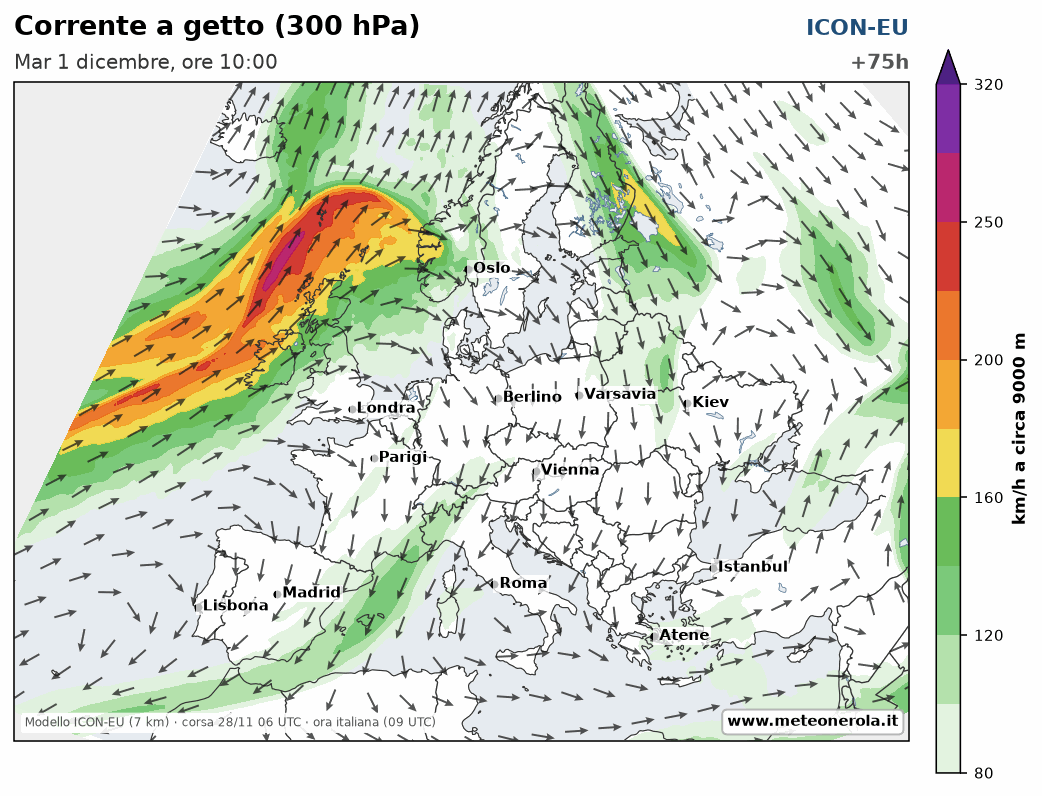 Corrente a getto (300 hPa)
ICON-EU
Mar 1 dicembre, ore 10:00
+75h
320
250
200
160
120
80
km/h a circa 9000 m
Oslo
Berlino
Varsavia
Kiev
Londra
Parigi
Vienna
Istanbul
Roma
Madrid
Lisbona
Atene
Modello ICON-EU (7 km) · corsa 28/11 06 UTC · ora italiana (09 UTC)
www.meteonerola.it